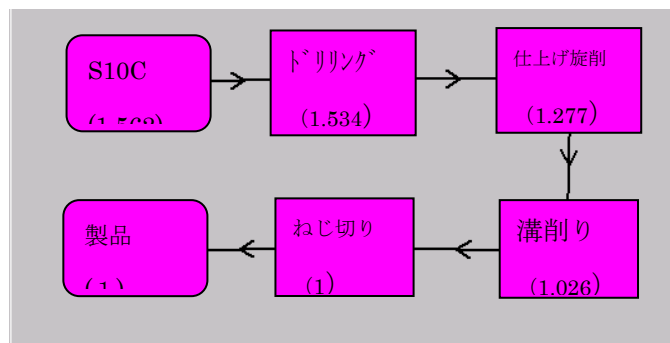 S10C
ドリリング
(1.534)
仕上げ旋削
(1.277)
溝削り
(1.026)
ねじ切り
(1)
製品